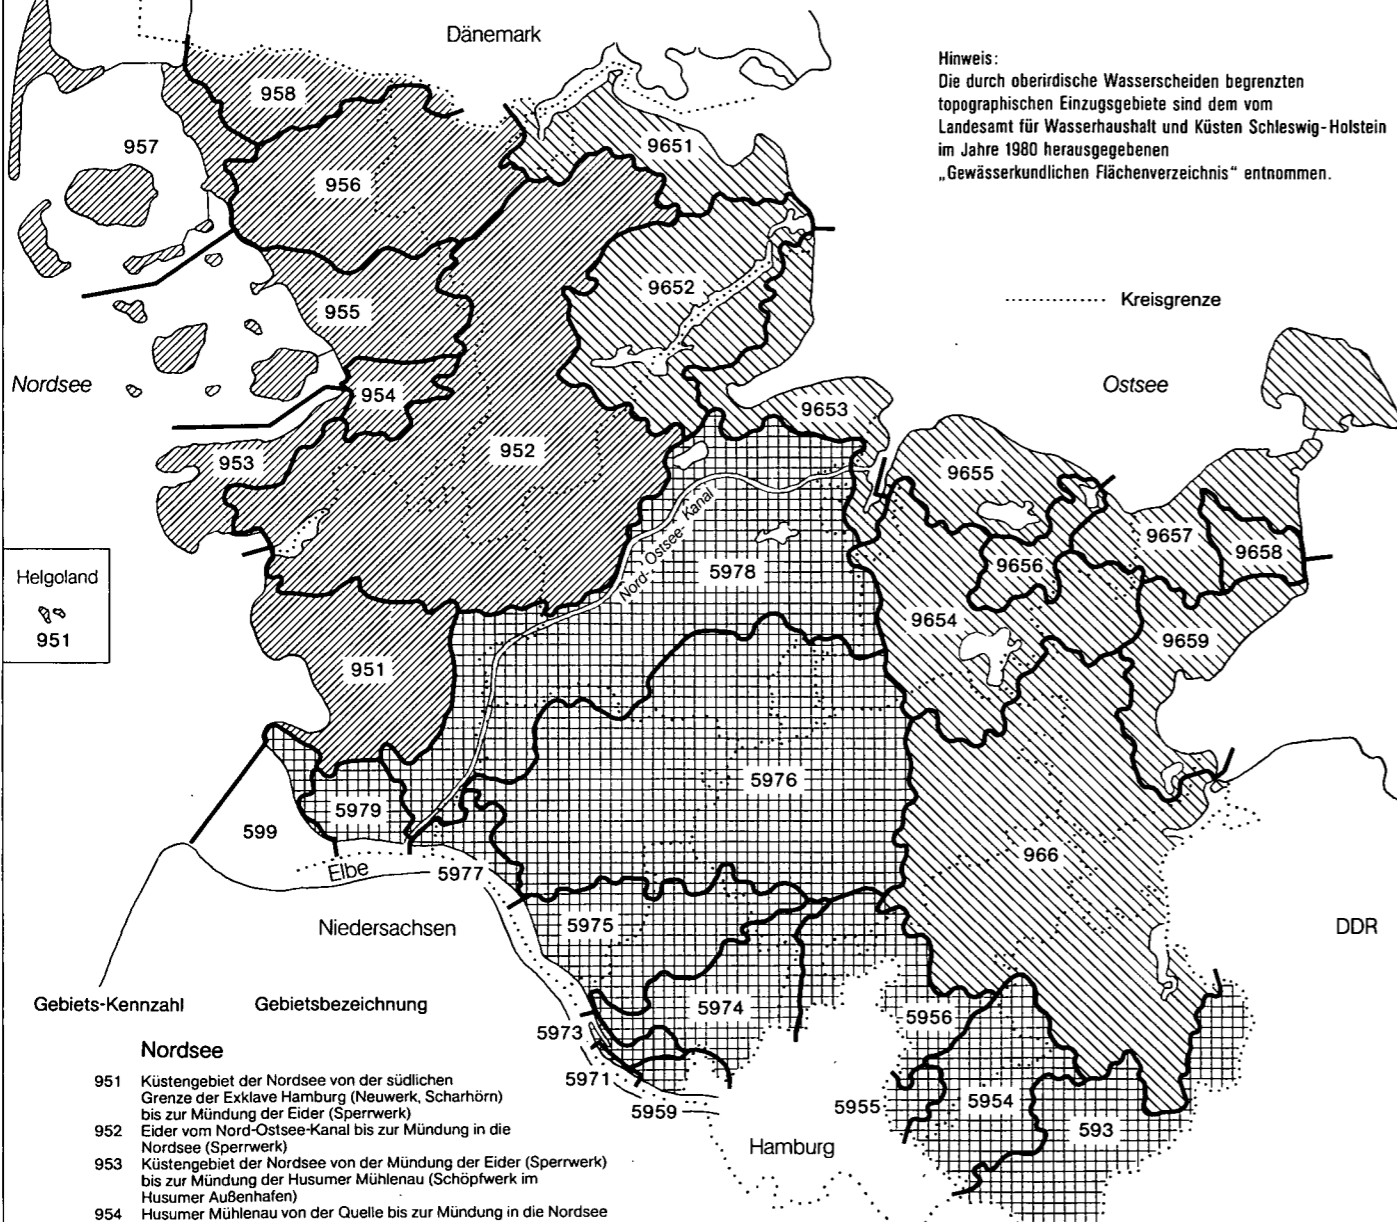 Dänemark
Hinweis:
Die durch oberirdische Wasserscheiden begrenzten
topographischen Einzugsgebiete sind dem vom
Landesamt für Wasserhaushalt und Küsten Schleswig-Holstein
im Jahre 1980 herausgegebenen
„Gewässerkundlichen Flächenverzeichnis“ entnommen.
958
957
9651
956
9652
Kreisgrenze
955
Nordsee
Ostsee
954
9653
952
953
9655
Nord-Ostsee-Kanal
9657
9658
9656
5978
Helgoland
951
9654
9659
951
5976
5979
599
966
Elbe
5977
Niedersachsen
5975
DDR
5974
5956
5973
5971
5959
5955
5954
593
Hamburg
Gebiets-Kennzahl Gebietsbezeichnung
Nordsee
951 Küstengebiet der Nordsee von der südlichen
Grenze der Exklave Hamburg (Neuwerk, Scharhörn)
bis zur Mündung der Eider (Sperrwerk)
952 Eider vom Nord-Ostsee-Kanal bis zur Mündung in die
Nordsee (Sperrwerk)
953 Küstengebiet der Nordsee von der Mündung der Eider (Sperrwerk)
bis zur Mündung der Husumer Mühlenau (Schöpfwerk im
Husumer Außenhafen)
954 Husumer Mühlenau von der Quelle bis zur Mündung in die Nordsee